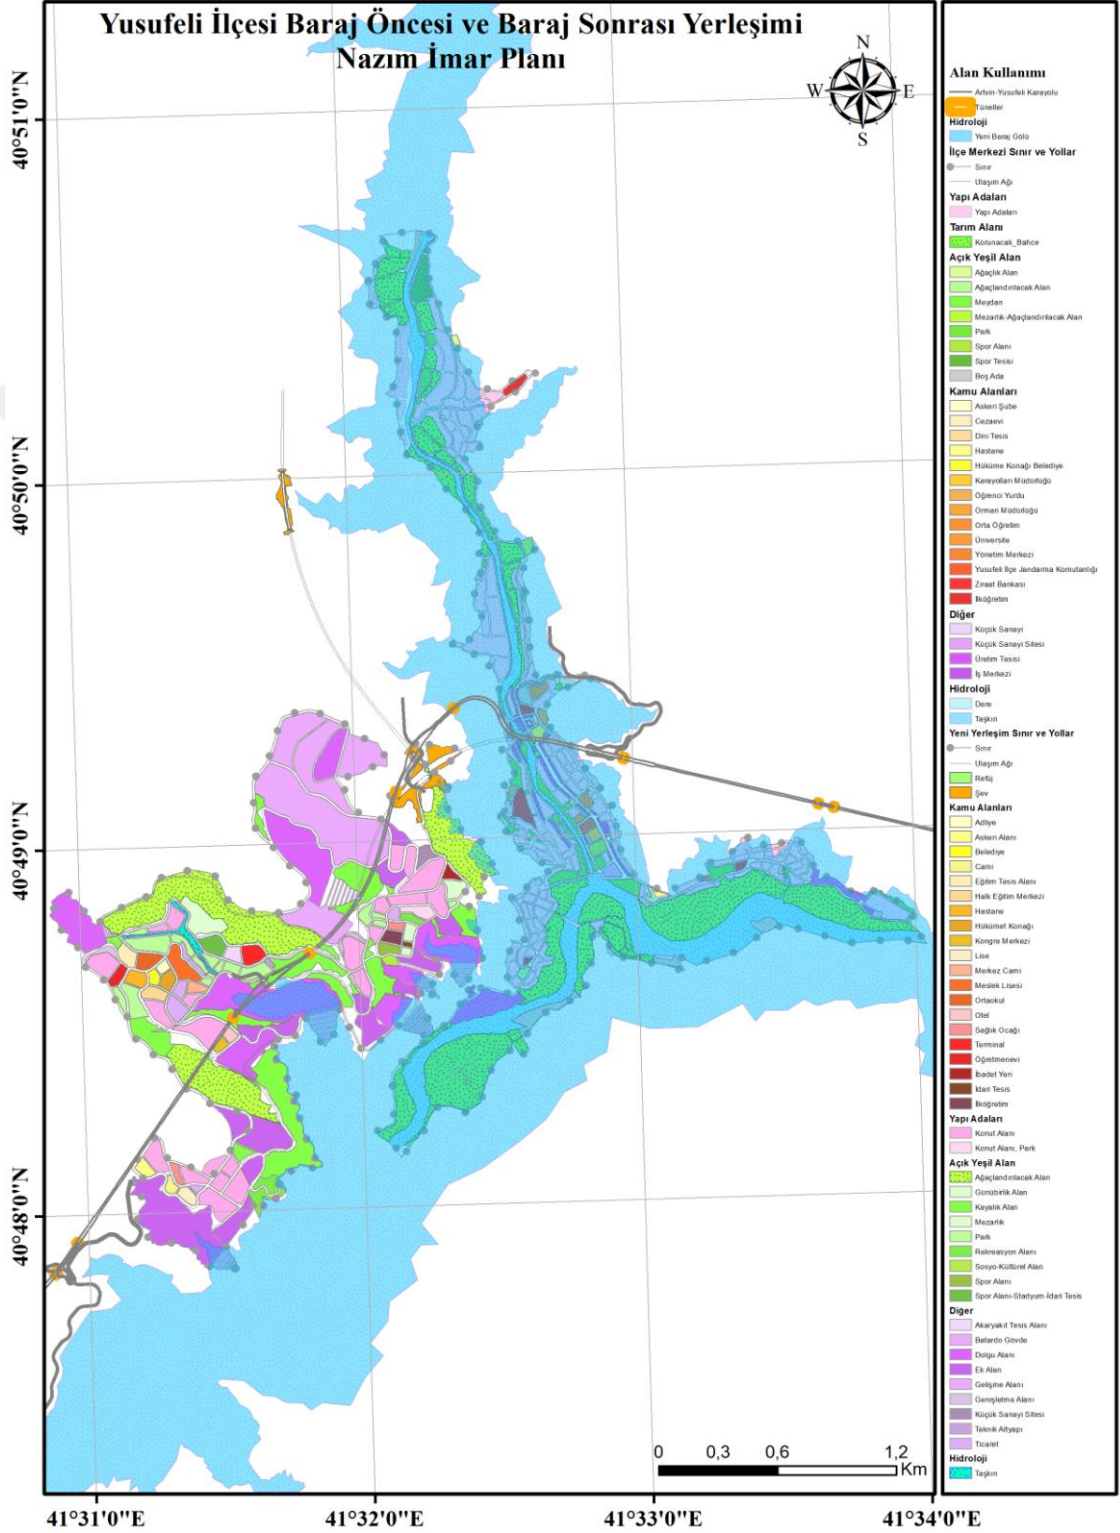 Yusufeli İlçesi Baraj Öncesi ve Baraj Sonrası Yerleşimi
Nazım İmar Planı
N
W
E
S
40°51'0"N
40°50'0"N
40°49'0"N
40°48'0"N
41°31'0"E
41°32'0"E
41°33'0"E
41°34'0"E
0 0,3 0,6 1,2
Km
Alan Kullanımı
Artvin-Yusufeli Karayolu
Tüneller
Hidroloji
Yeni Baraj Gölü
İlçe Merkezi Sınır ve Yollar
Sınır
Ulaşım Ağı
Yapı Adaları
Yapı Adaları
Tarım Alanı
Korunacak_Bahce
Açık Yeşil Alan
Ağaçlık Alan
Ağaçlandırılacak Alan
Meydan
Mezarlık-Ağaçlandırılacak Alan
Park
Spor Alanı
Spor Tesisi
Boş Ada
Kamu Alanları
Askeri Şube
Cezaevi
Dini Tesis
Hastane
Hüküme Konağı Belediye
Karayolları Müdürlüğü
Öğrenci Yurdu
Orman Müdürlüğü
Orta Öğretim
Üniversite
Yönetim Merkezi
Yusufeli İlçe Jandarma Komutanlığı
Ziraat Bankası
İlköğretim
Diğer
Küçük Sanayi
Küçük Sanayi Sitesi
Üretim Tesisi
İş Merkezi
Hidroloji
Dere
Taşkın
Yeni Yerleşim Sınır ve Yollar
Sınır
Ulaşım Ağı
Refüj
Şev
Kamu Alanları
Adliye
Askeri Alanı
Belediye
Cami
Eğitim Tesis Alanı
Halk Eğitim Merkezi
Hastane
Hükümet Konağı
Kongre Merkezi
Lise
Merkez Cami
Meslek Lisesi
Ortaokul
Otel
Sağlık Ocağı
Terminal
Öğretmenevi
İbadet Yeri
İdari Tesis
İlköğretim
Yapı Adaları
Konut Alanı
Konut Alanı, Park
Açık Yeşil Alan
Ağaçlandırılacak Alan
Günübirlik Alan
Kayalık Alan
Mezarlık
Park
Rekreasyon Alanı
Sosyo-Kültürel Alan
Spor Alanı
Spor Alanı-Stadyum-İdari Tesis
Diğer
Akaryakıt Tesis Alanı
Batardo Gövde
Dolgu Alanı
Ek Alan
Gelişme Alanı
Genişletme Alanı
Küçük Sanayi Sitesi
Teknik Altyapı
Ticaret
Hidroloji
Taşkın